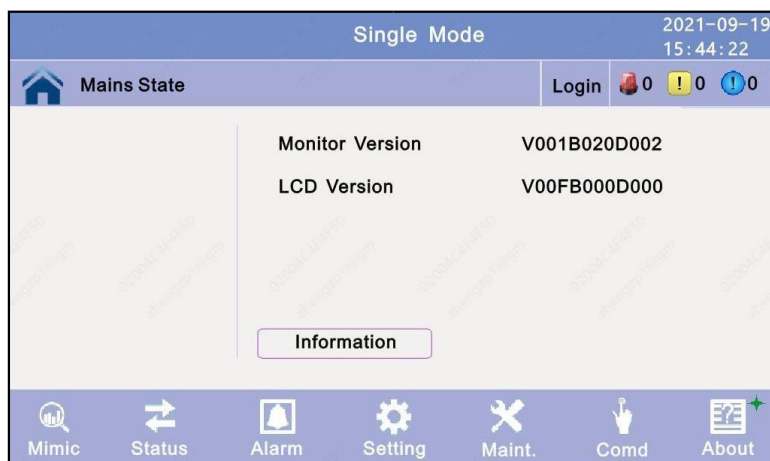 Single Mode
2021-09-19
15:44:22
Mains State
Login
0
! 0
! 0
Monitor Version V001B020D002
LCD Version V00FB000D000
Information
Mimic Status Alarm Setting Maint. Comd About